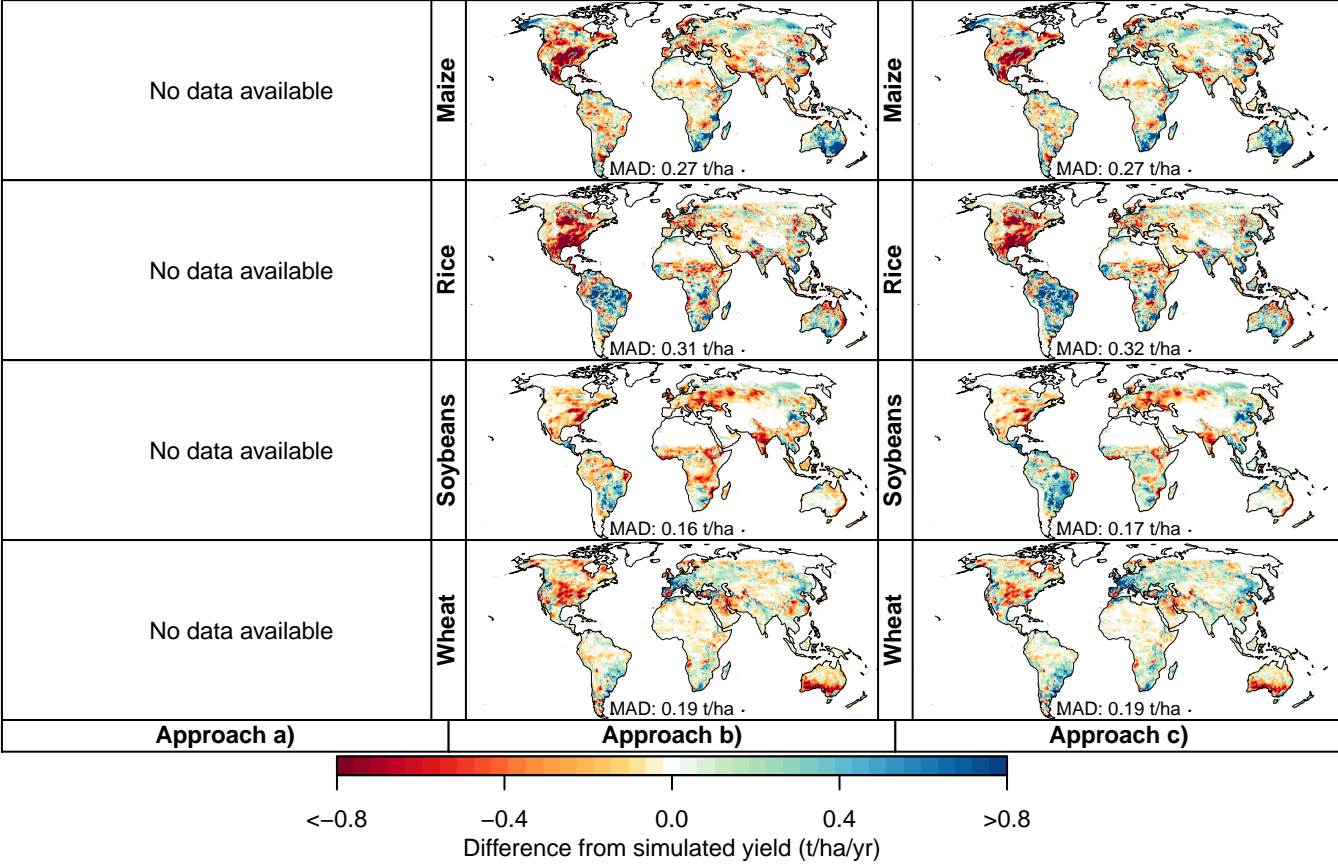 No data available
Maize
MAD: 0.27 t/ha
Maize
MAD: 0.27 t/ha
No data available
Rice
MAD: 0.31 t/ha
Rice
MAD: 0.32 t/ha
No data available
Soybeans
MAD: 0.16 t/ha
Soybeans
MAD: 0.17 t/ha
No data available
Wheat
MAD: 0.19 t/ha
Wheat
MAD: 0.19 t/ha
Approach a)
Approach b)
Approach c)
<−0.8
−0.4
0.0
0.4
>0.8
Difference from simulated yield (t/ha/yr)